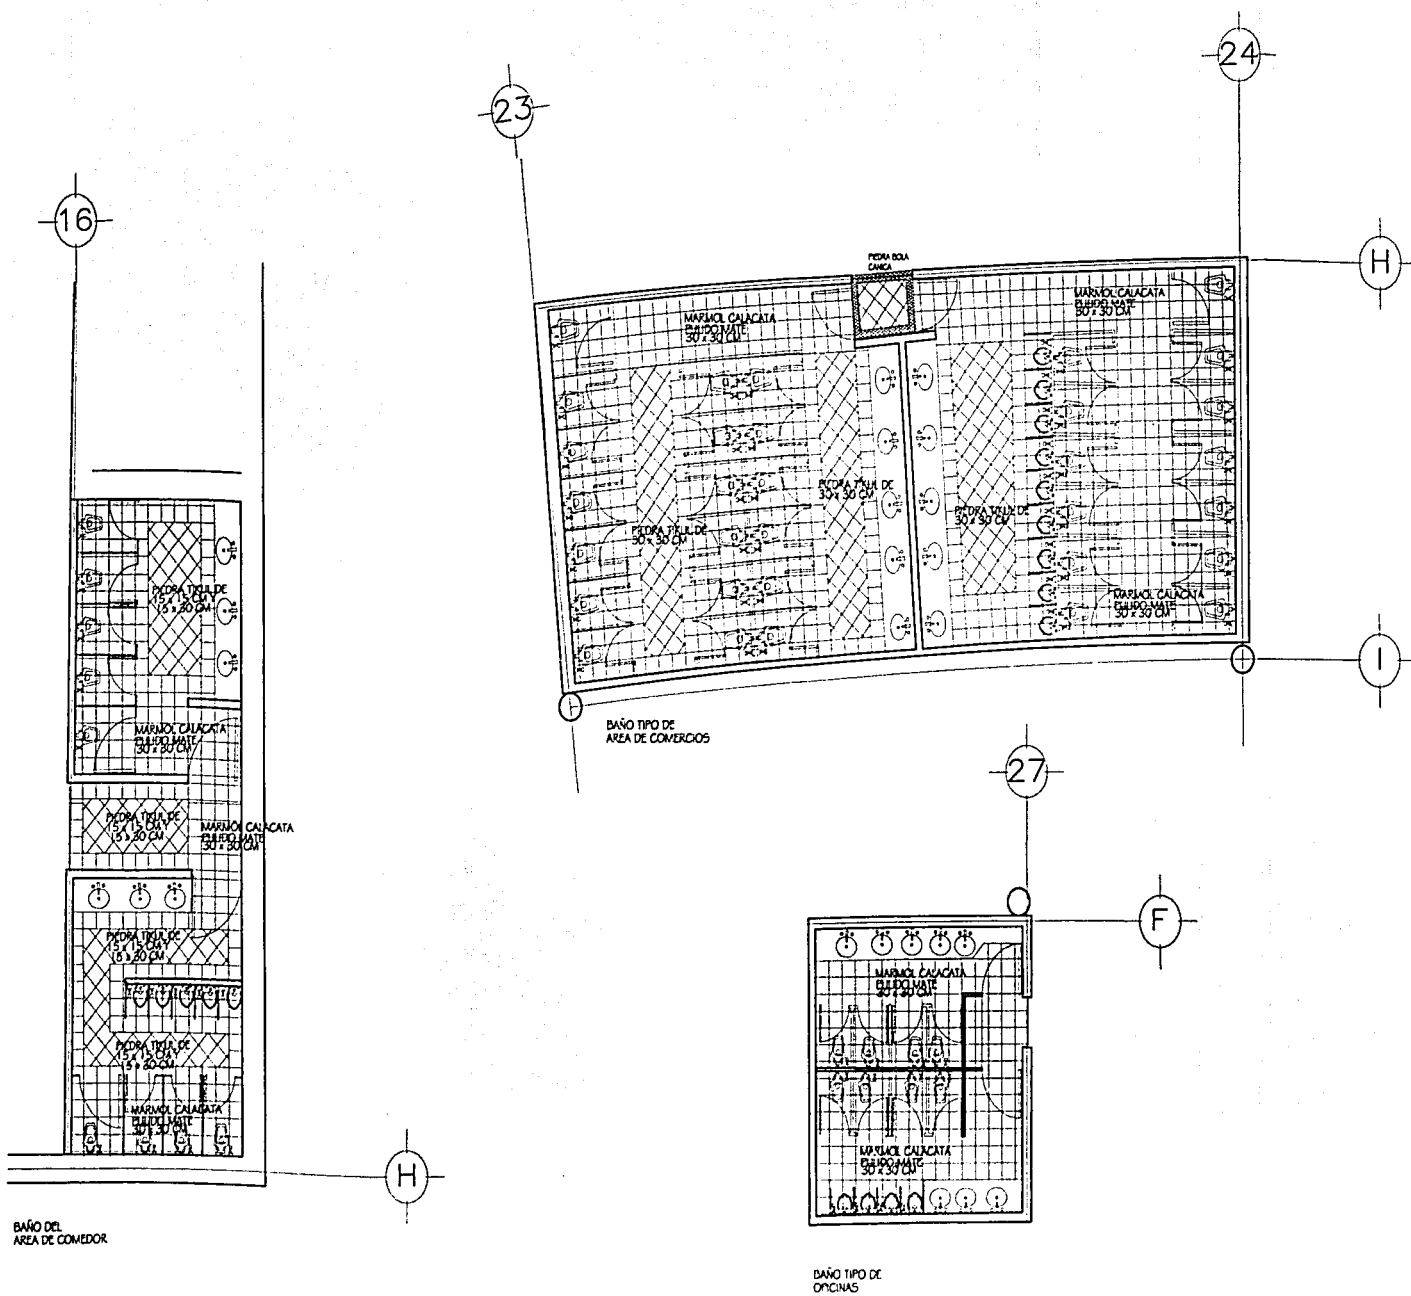 24
23
16
H
PIEDRA BOLA
CANICA
MARMOL CALACATA
PULIDO MATE
30 x 30 CM
MARMOL CALACATA
PULIDO MATE
30 x 30 CM
PIEDRA TIKUL DE
30 x 30 CM
PIEDRA TIKUL DE
30 x 30 CM
PIEDRA TIKUL DE
30 x 30 CM
MARMOL CALACATA
PULIDO MATE
30 x 30 CM
I
BAÑO TIPO DE
AREA DE COMERCIOS
PIEDRA TIKUL DE
15 x 15 CM Y
15 x 30 CM
MARMOL CALACATA
PULIDO MATE
30 x 30 CM
PIEDRA TIKUL DE
15 x 15 CM Y
15 x 30 CM
MARMOL CALACATA
PULIDO MATE
30 x 30 CM
PIEDRA TIKUL DE
15 x 15 CM Y
15 x 30 CM
PIEDRA TIKUL DE
15 x 15 CM Y
15 x 30 CM
MARMOL CALACATA
PULIDO MATE
30 x 30 CM
H
BAÑO DEL
AREA DE COMEDOR
27
F
MARMOL CALACATA
PULIDO MATE
30 x 30 CM
MARMOL CALACATA
PULIDO MATE
30 x 30 CM
BAÑO TIPO DE
OFICINAS